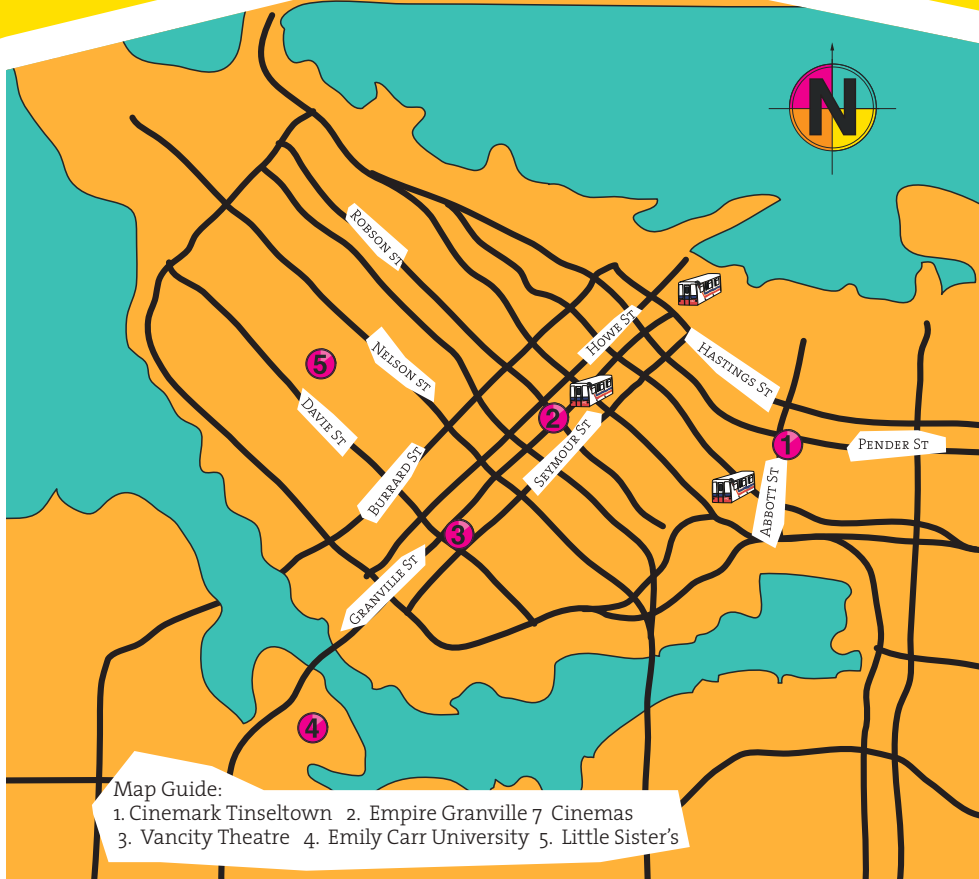 N
ROBSON ST
HOWE ST
NELSON ST
HASTINGS ST
5
2
DAVIE ST
SEYMOUR ST
1
PENDER ST
BURRARD ST
ABBOTT ST
3
GRANVILLE ST
4
Map Guide:
1. Cinemark Tinseltown 2. Empire Granville 7 Cinemas
3. Vancity Theatre 4. Emily Carr University 5. Little Sister's